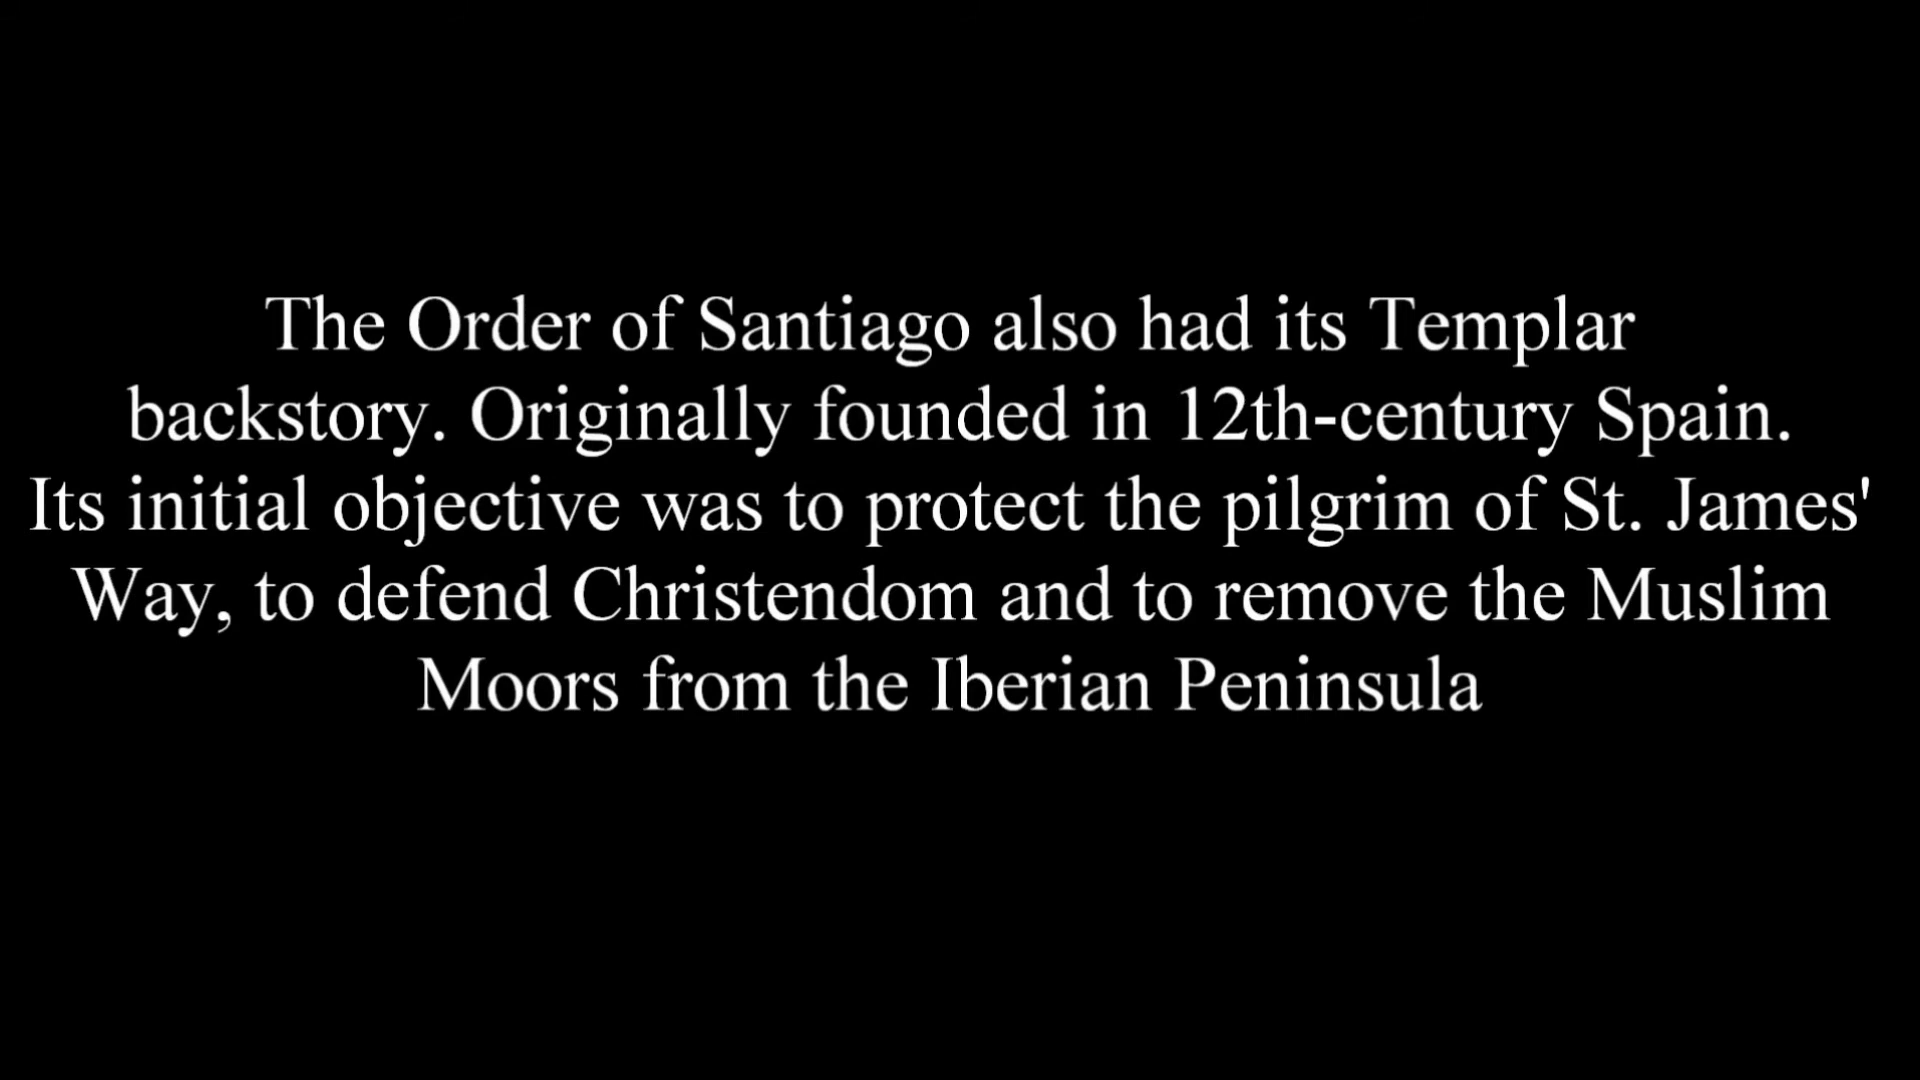 The Order of Santiago also had its Templar
backstory. Originally founded in 12th-century Spain.
Its initial objective was to protect the pilgrim of St. James'
Way, to defend Christendom and to remove the Muslim
Moors from the Iberian Peninsula